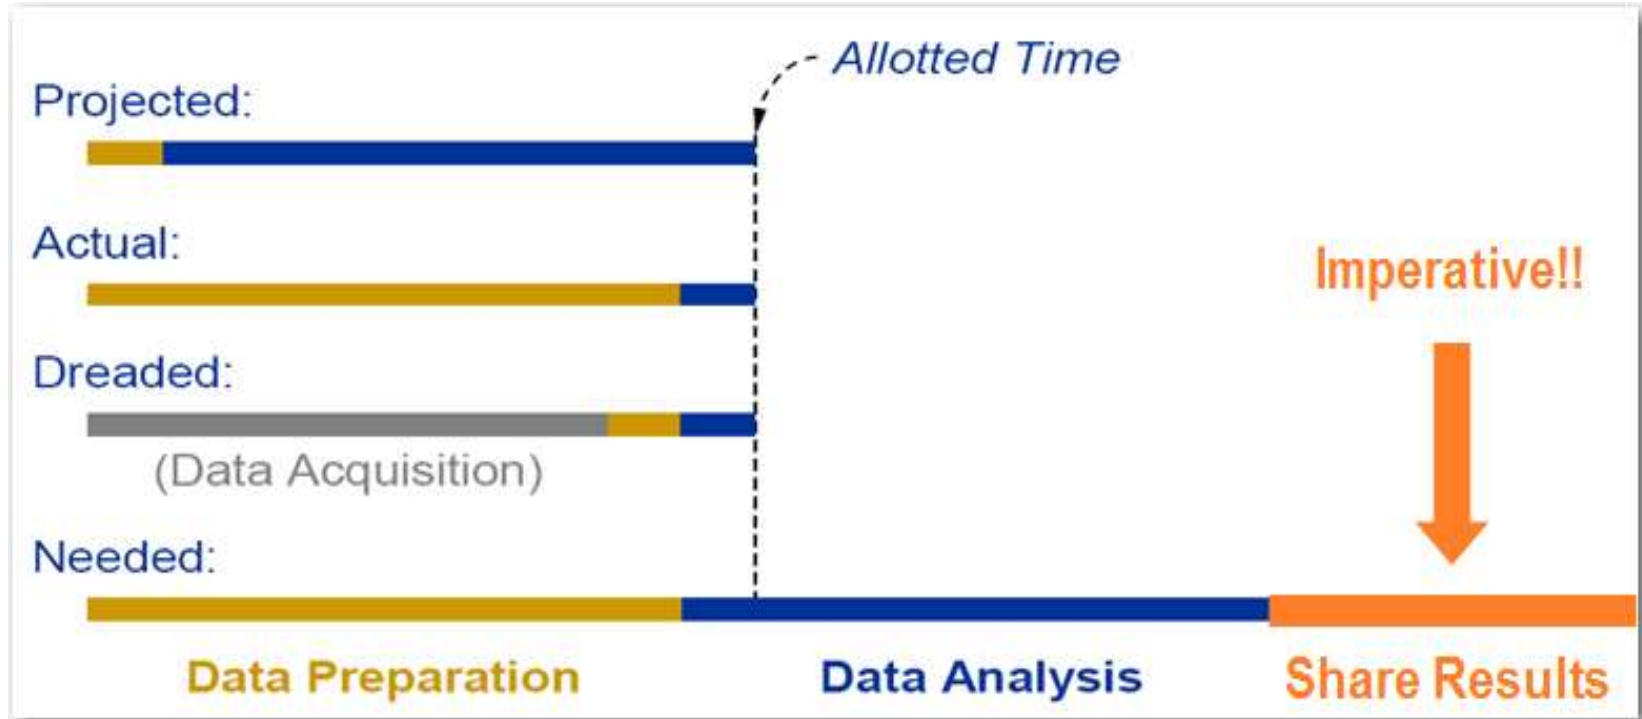 Allotted Time
Projected:
Actual:
Imperative!!
Dreaded:
(Data Acquisition)
Needed:
Data Preparation
Data Analysis
Share Results